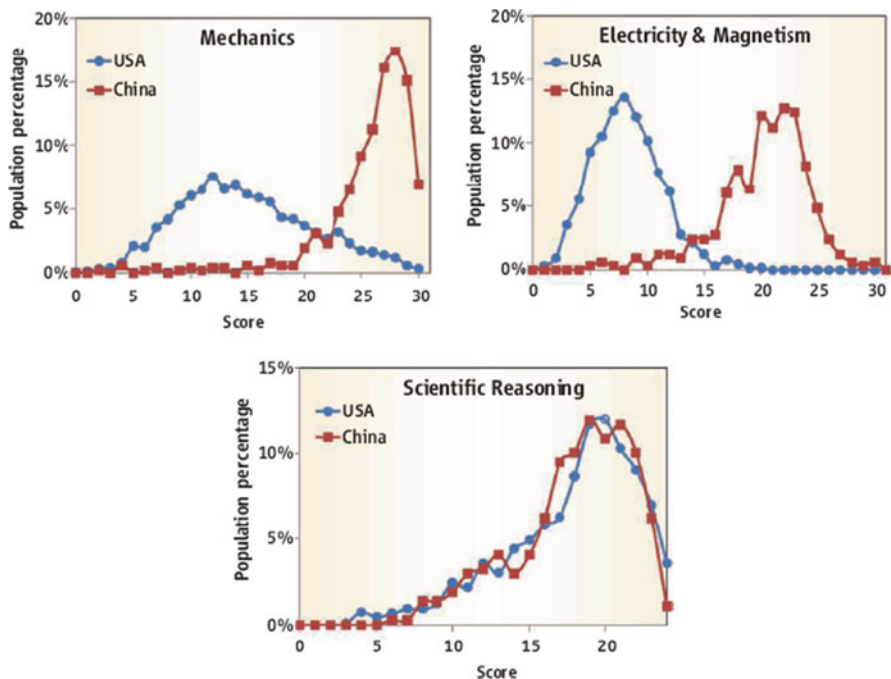 Mechanics
USA
China
Population percentage
20%
15%
10%
5%
0%
0 5 10 15 20 25 30
Score
Electricity & Magnetism
USA
China
Population percentage
20%
15%
10%
5%
0%
0 5 10 15 20 25 30
Score
Scientific Reasoning
USA
China
Population percentage
15%
10%
5%
0%
0 5 10 15 20
Score